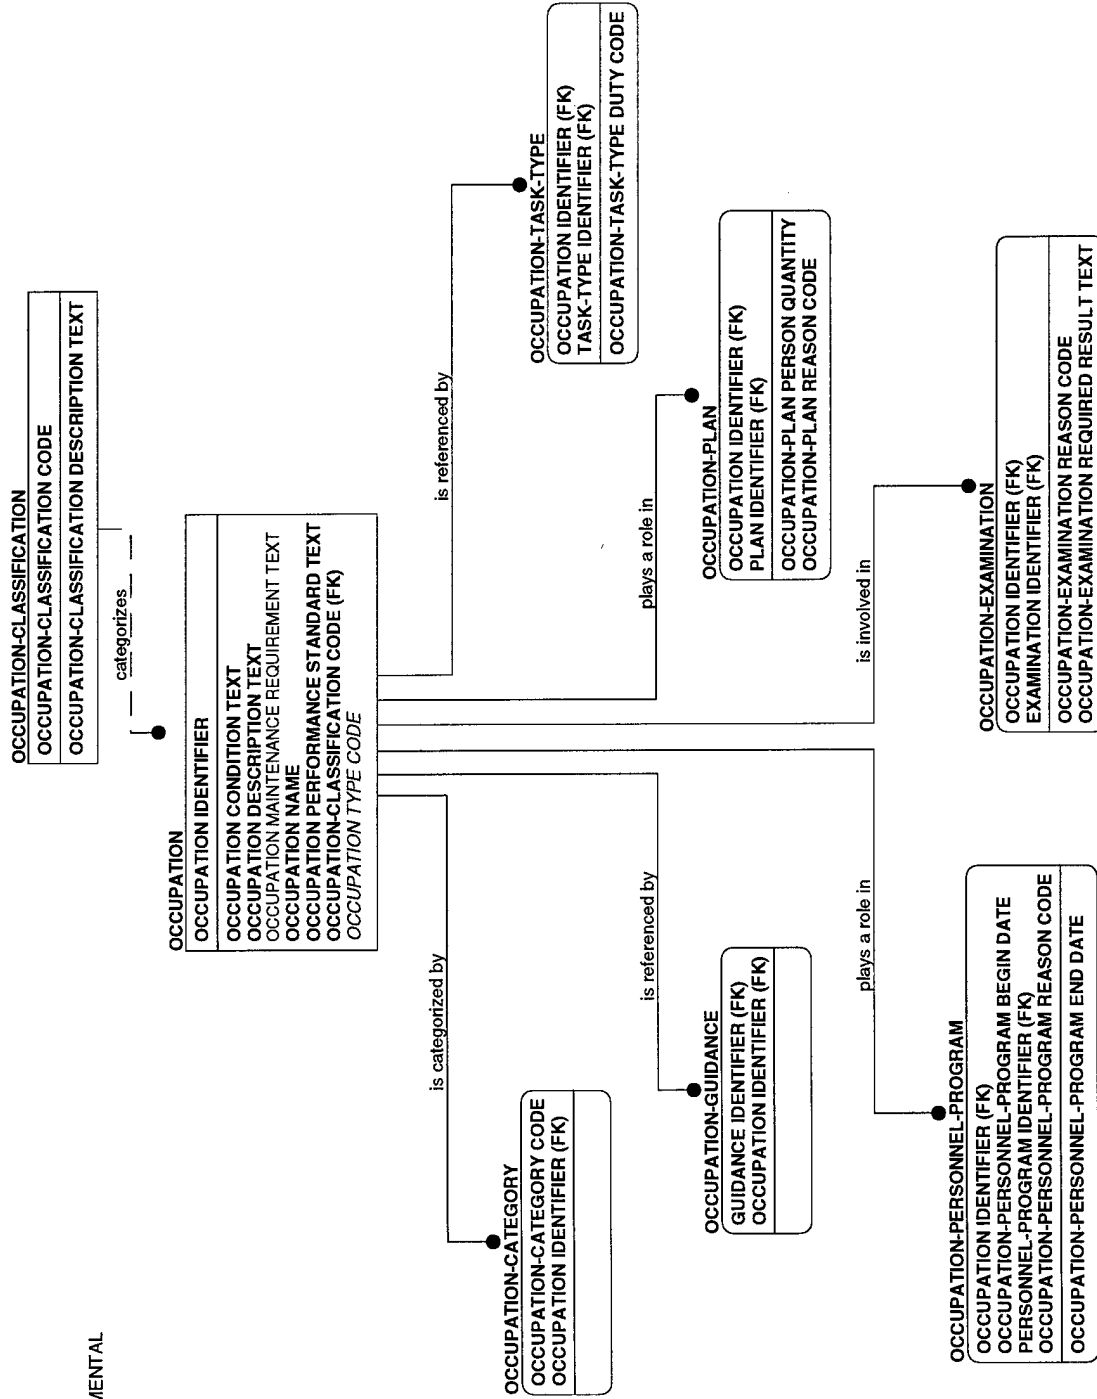 MENTAL
OCCUPATION-CLASSIFICATION
OCCUPATION-CLASSIFICATION CODE
OCCUPATION-CLASSIFICATION DESCRIPTION TEXT
categorizes
OCCUPATION
OCCUPATION IDENTIFIER
OCCUPATION CONDITION TEXT
OCCUPATION DESCRIPTION TEXT
OCCUPATION MAINTENANCE REQUIREMENT TEXT
OCCUPATION NAME
OCCUPATION PERFORMANCE STANDARD TEXT
OCCUPATION-CLASSIFICATION CODE (FK)
OCCUPATION TYPE CODE
is categorized by
is referenced by
OCCUPATION-CATEGORY
OCCUPATION-CATEGORY CODE
OCCUPATION IDENTIFIER (FK)
OCCUPATION-TASK-TYPE
OCCUPATION IDENTIFIER (FK)
TASK-TYPE IDENTIFIER (FK)
OCCUPATION-TASK-TYPE DUTY CODE
is referenced by
plays a role in
OCCUPATION-GUIDANCE
GUIDANCE IDENTIFIER (FK)
OCCUPATION IDENTIFIER (FK)
OCCUPATION-PLAN
OCCUPATION IDENTIFIER (FK)
PLAN IDENTIFIER (FK)
OCCUPATION-PLAN PERSON QUANTITY
OCCUPATION-PLAN REASON CODE
plays a role in
is involved in
OCCUPATION-PERSONNEL-PROGRAM
OCCUPATION IDENTIFIER (FK)
OCCUPATION-PERSONNEL-PROGRAM BEGIN DATE
PERSONNEL-PROGRAM IDENTIFIER (FK)
OCCUPATION-PERSONNEL-PROGRAM REASON CODE
OCCUPATION-PERSONNEL-PROGRAM END DATE
OCCUPATION-EXAMINATION
OCCUPATION IDENTIFIER (FK)
EXAMINATION IDENTIFIER (FK)
OCCUPATION-EXAMINATION REASON CODE
OCCUPATION-EXAMINATION REQUIRED RESULT TEXT